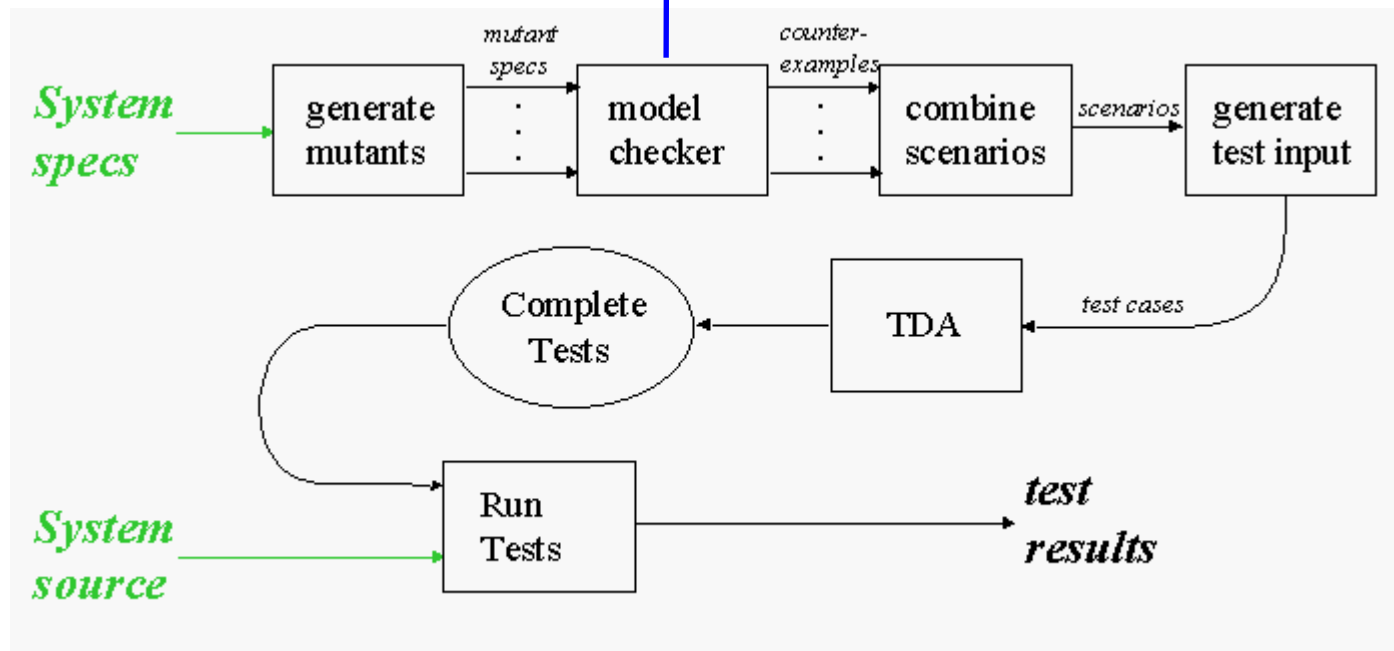 mutant
specs
counter-
examples
System
specs
generate
mutants
model
checker
combine
scenarios
scenarios
generate
test input
Complete
Tests
TDA
test cases
Run
Tests
test
results
System
source